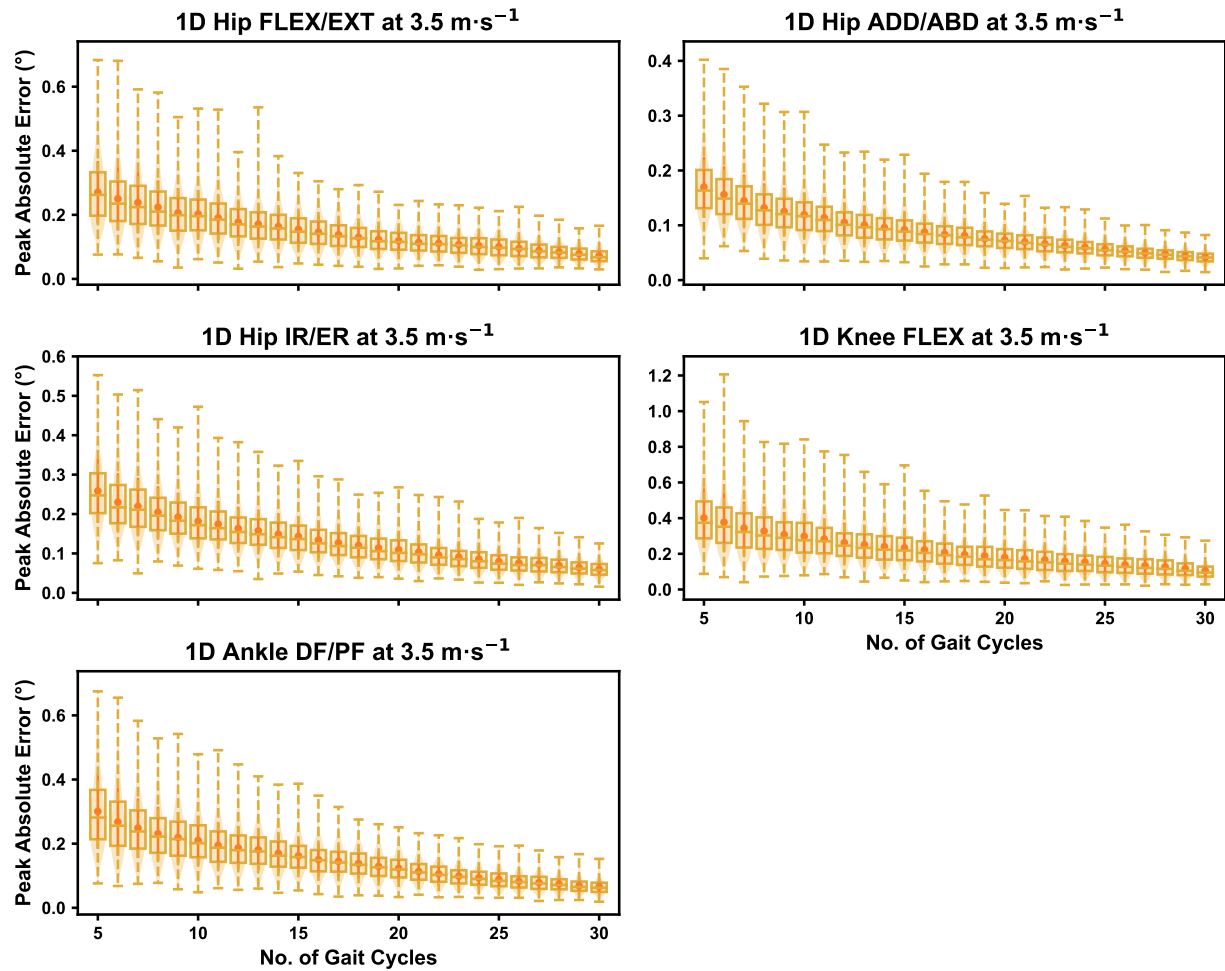 1D Hip FLEX/EXT at 3.5 m·s⁻¹
Peak Absolute Error (°)
0.6
0.4
0.2
0.0
1D Hip ADD/ABD at 3.5 m·s⁻¹
0.4
0.3
0.2
0.1
0.0
1D Hip IR/ER at 3.5 m·s⁻¹
Peak Absolute Error (°)
0.6
0.5
0.4
0.3
0.2
0.1
0.0
1D Knee FLEX at 3.5 m·s⁻¹
1.2
1.0
0.8
0.6
0.4
0.2
0.0
5 10 15 20 25 30
No. of Gait Cycles
1D Ankle DF/PF at 3.5 m·s⁻¹
Peak Absolute Error (°)
0.6
0.4
0.2
0.0
5 10 15 20 25 30
No. of Gait Cycles